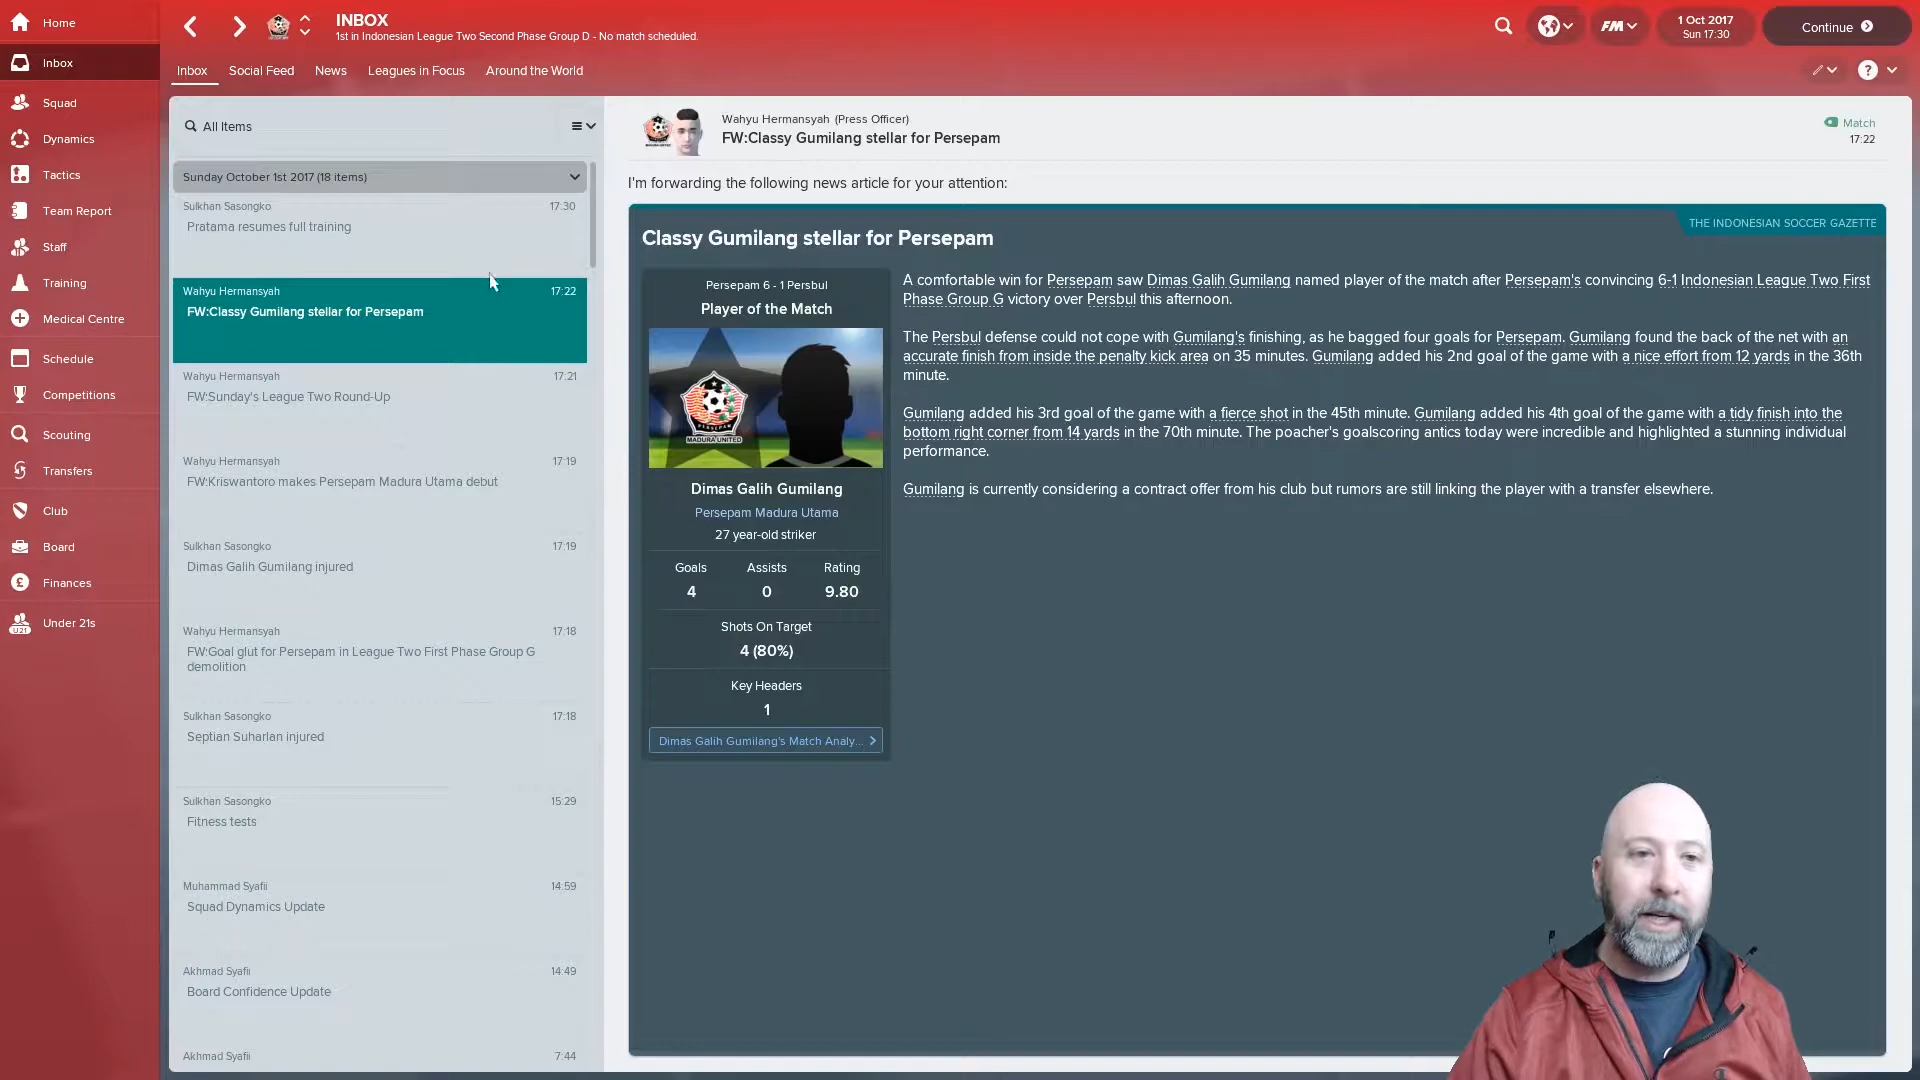 Home
Inbox
Squad
Dynamics
Tactics
Team Report
Staff
Training
Medical Centre
Schedule
Competitions
Scouting
Transfers
Club
Board
Finances
U21
Under 21s
INBOX
1st in Indonesian League Two Second Phase Group D - No match scheduled.
FM
1 Oct 2017
Sun 17:30
Continue
Inbox
Social Feed
News
Leagues in Focus
Around the World
?
All Items
Sunday October 1st 2017 (18 items)
Sulkhan Sasongko 17:30
Pratama resumes full training
Wahyu Hermansyah 17:22
FW:Classy Gumilang stellar for Persepam
Wahyu Hermansyah 17:21
FW:Sunday's League Two Round-Up
Wahyu Hermansyah 17:19
FW:Kriswantoro makes Persepam Madura Utama debut
Sulkhan Sasongko 17:19
Dimas Galih Gumilang injured
Wahyu Hermansyah 17:18
FW:Goal glut for Persepam in League Two First Phase Group G
demolition
Sulkhan Sasongko 17:18
Septian Suharlan injured
Sulkhan Sasongko 15:29
Fitness tests
Muhammad Syafii 14:59
Squad Dynamics Update
Akhmad Syafii 14:49
Board Confidence Update
Akhmad Syafii 7:44
Wahyu Hermansyah (Press Officer)
FW:Classy Gumilang stellar for Persepam
Match
17:22
I'm forwarding the following news article for your attention:
THE INDONESIAN SOCCER GAZETTE
Classy Gumilang stellar for Persepam
Persepam 6 - 1 Persbul
Player of the Match
PERSEPAM
MADURA UNITED
Dimas Galih Gumilang
Persepam Madura Utama
27 year-old striker
Goals Assists Rating
4 0 9.80
Shots On Target
4 (80%)
Key Headers
1
Dimas Galih Gumilang's Match Analy...
A comfortable win for Persepam saw Dimas Galih Gumilang named player of the match after Persepam's convincing 6-1 Indonesian League Two First
Phase Group G victory over Persbul this afternoon.
The Persbul defense could not cope with Gumilang's finishing, as he bagged four goals for Persepam. Gumilang found the back of the net with an
accurate finish from inside the penalty kick area on 35 minutes. Gumilang added his 2nd goal of the game with a nice effort from 12 yards in the 36th
minute.
Gumilang added his 3rd goal of the game with a fierce shot in the 45th minute. Gumilang added his 4th goal of the game with a tidy finish into the
bottom right corner from 14 yards in the 70th minute. The poacher's goalscoring antics today were incredible and highlighted a stunning individual
performance.
Gumilang is currently considering a contract offer from his club but rumors are still linking the player with a transfer elsewhere.